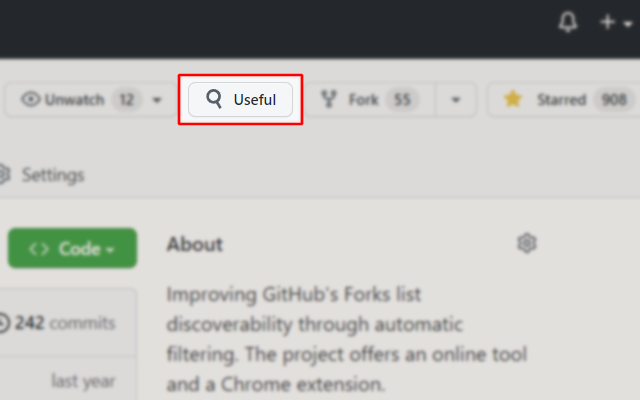 Unwatch 12 Useful Fork 55 Starred 908
Settings
Code About
Improving GitHub's Forks list
242 commits
discoverability through automatic
filtering. The project offers an online tool
last year
and a Chrome extension.